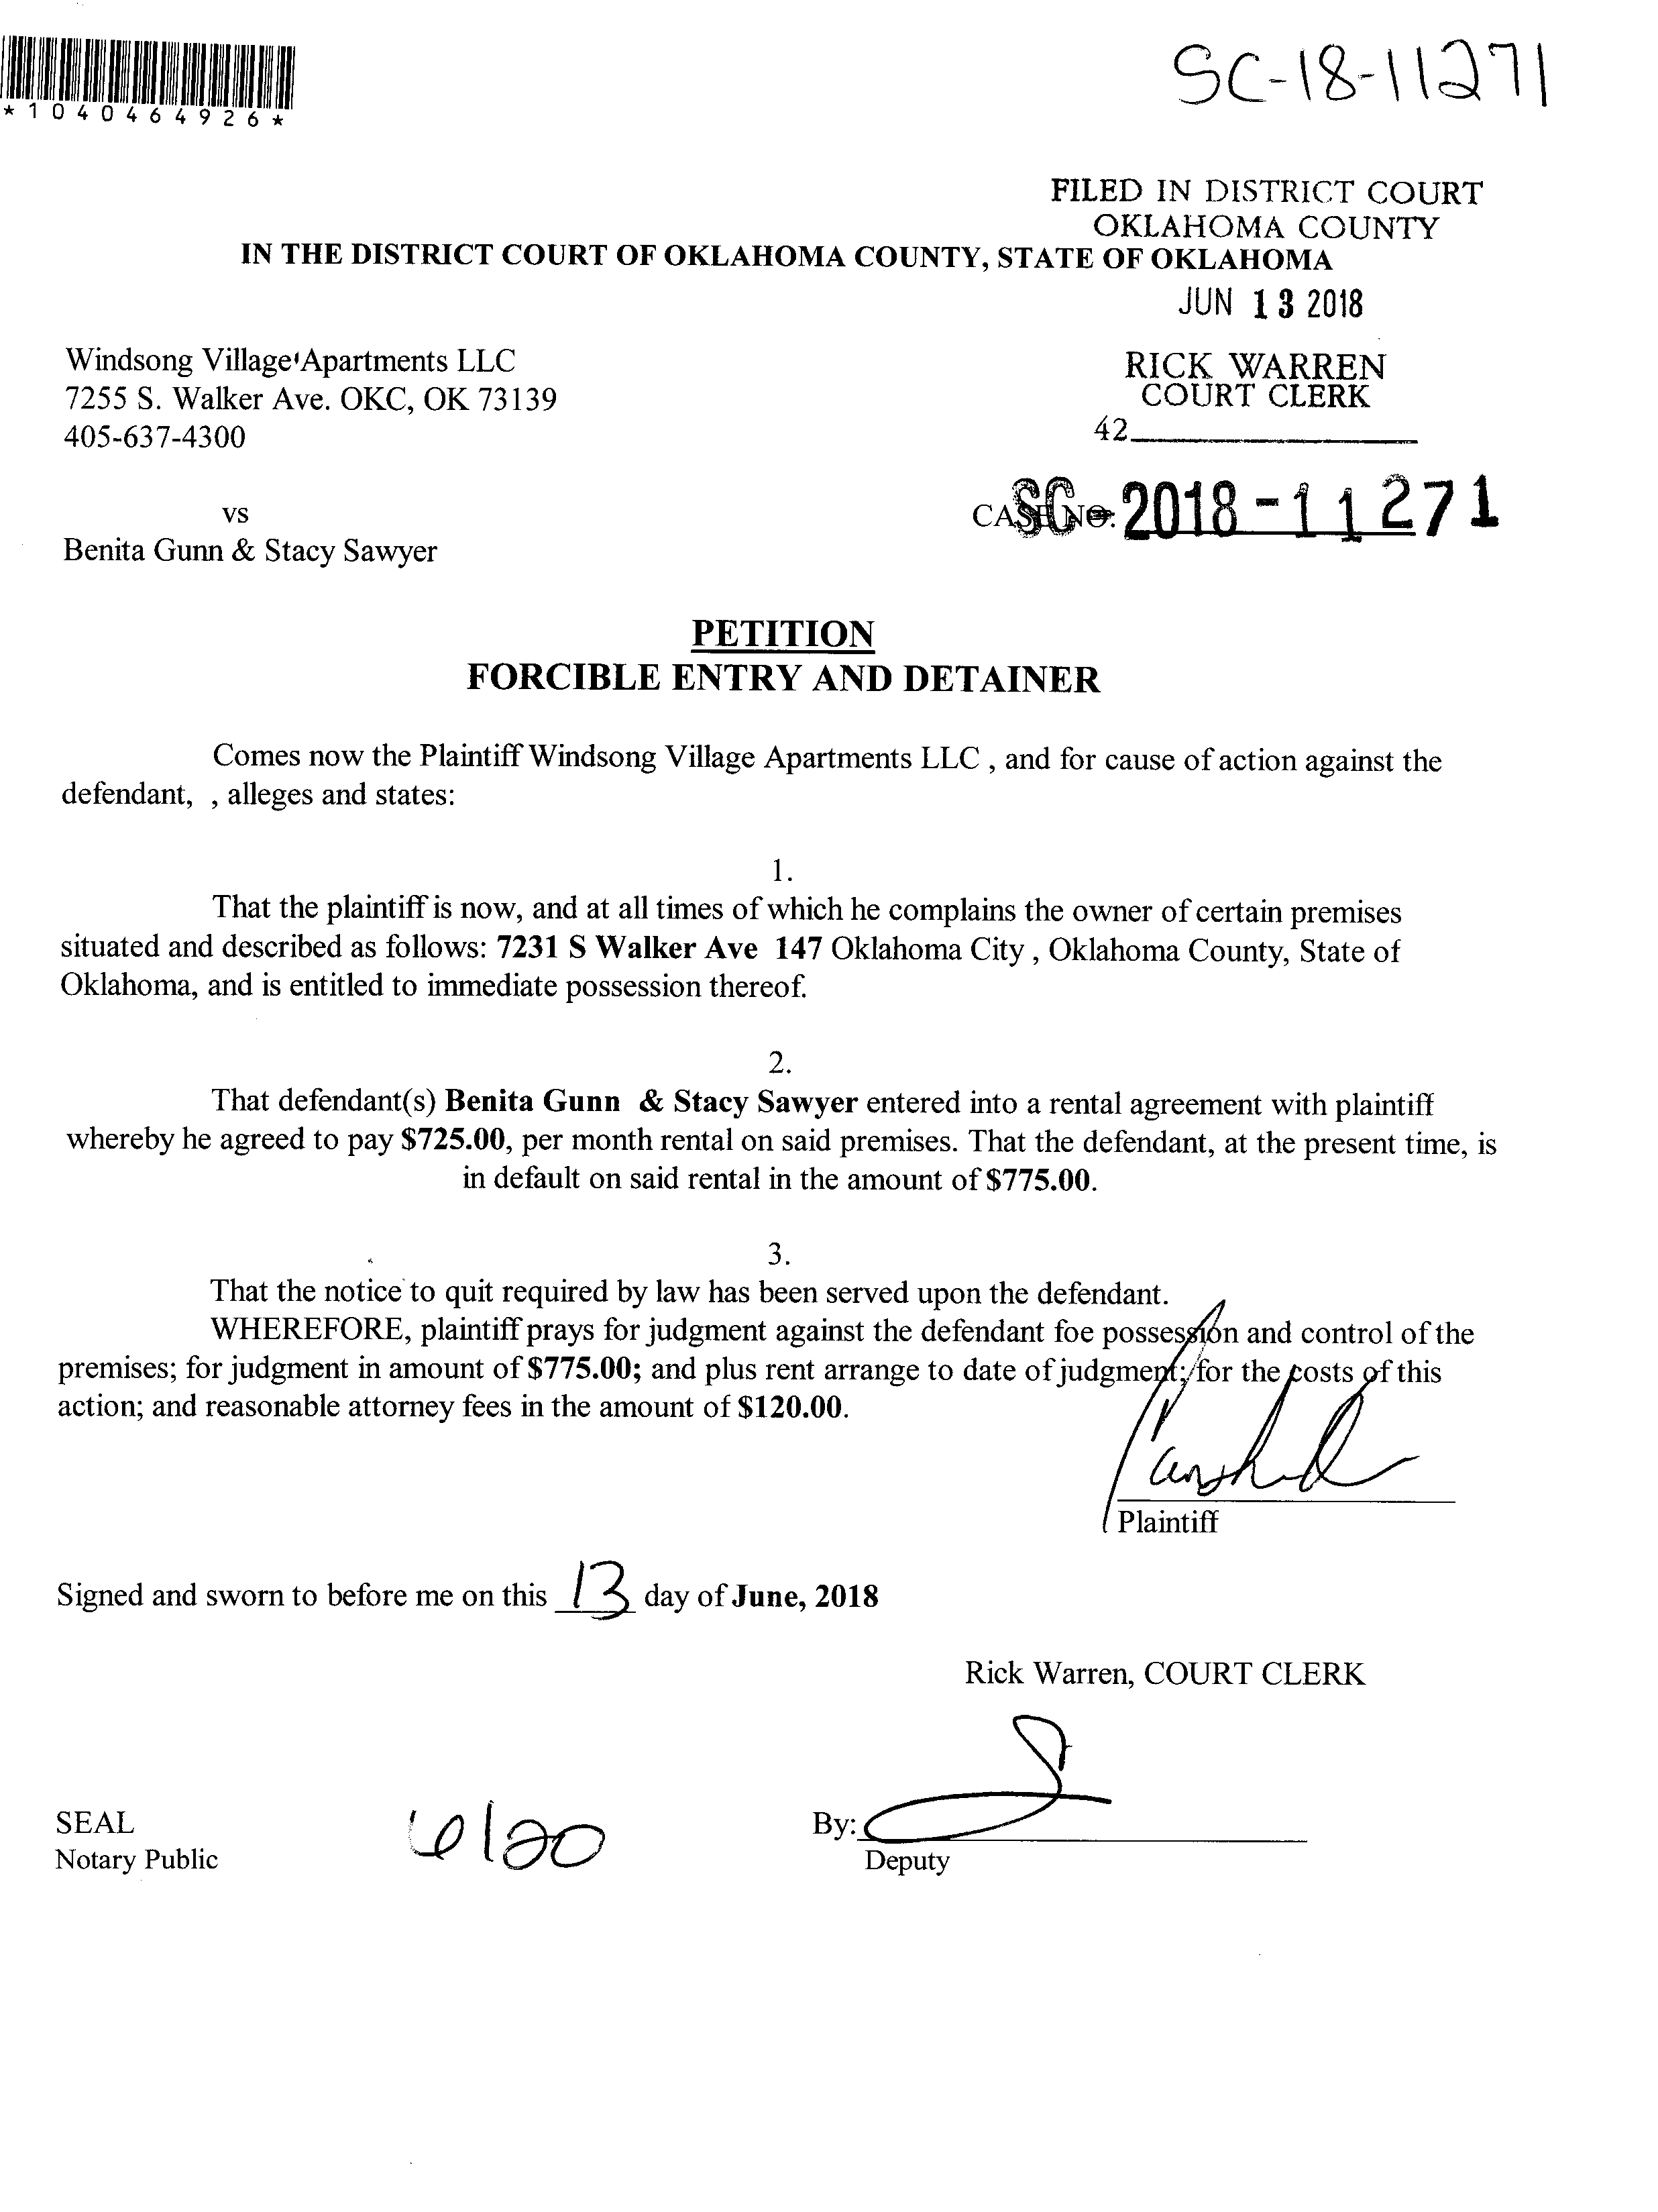 *1040464926*
SC-18-11271
FILED IN DISTRICT COURT
OKLAHOMA COUNTY
IN THE DISTRICT COURT OF OKLAHOMA COUNTY, STATE OF OKLAHOMA
JUN 13 2018
Windsong Village Apartments LLC
7255 S. Walker Ave. OKC, OK 73139
405-637-4300
RICK WARREN
COURT CLERK
42
vs
Benita Gunn & Stacy Sawyer
CASE NO: SC - 2018-11271
PETITION
FORCIBLE ENTRY AND DETAINER
Comes now the Plaintiff Windsong Village Apartments LLC , and for cause of action against the
defendant, , alleges and states:
1.
That the plaintiff is now, and at all times of which he complains the owner of certain premises
situated and described as follows: 7231 S Walker Ave 147 Oklahoma City , Oklahoma County, State of
Oklahoma, and is entitled to immediate possession thereof.
2.
That defendant(s) Benita Gunn & Stacy Sawyer entered into a rental agreement with plaintiff
whereby he agreed to pay $725.00, per month rental on said premises. That the defendant, at the present time, is
in default on said rental in the amount of $775.00.
3.
That the notice to quit required by law has been served upon the defendant.
WHEREFORE, plaintiff prays for judgment against the defendant foe possession and control of the
premises; for judgment in amount of $775.00; and plus rent arrange to date of judgment; for the costs of this
action; and reasonable attorney fees in the amount of $120.00.
Plaintiff
Signed and sworn to before me on this 13 day of June, 2018
Rick Warren, COURT CLERK
SEAL
Notary Public
6/20
By:
Deputy